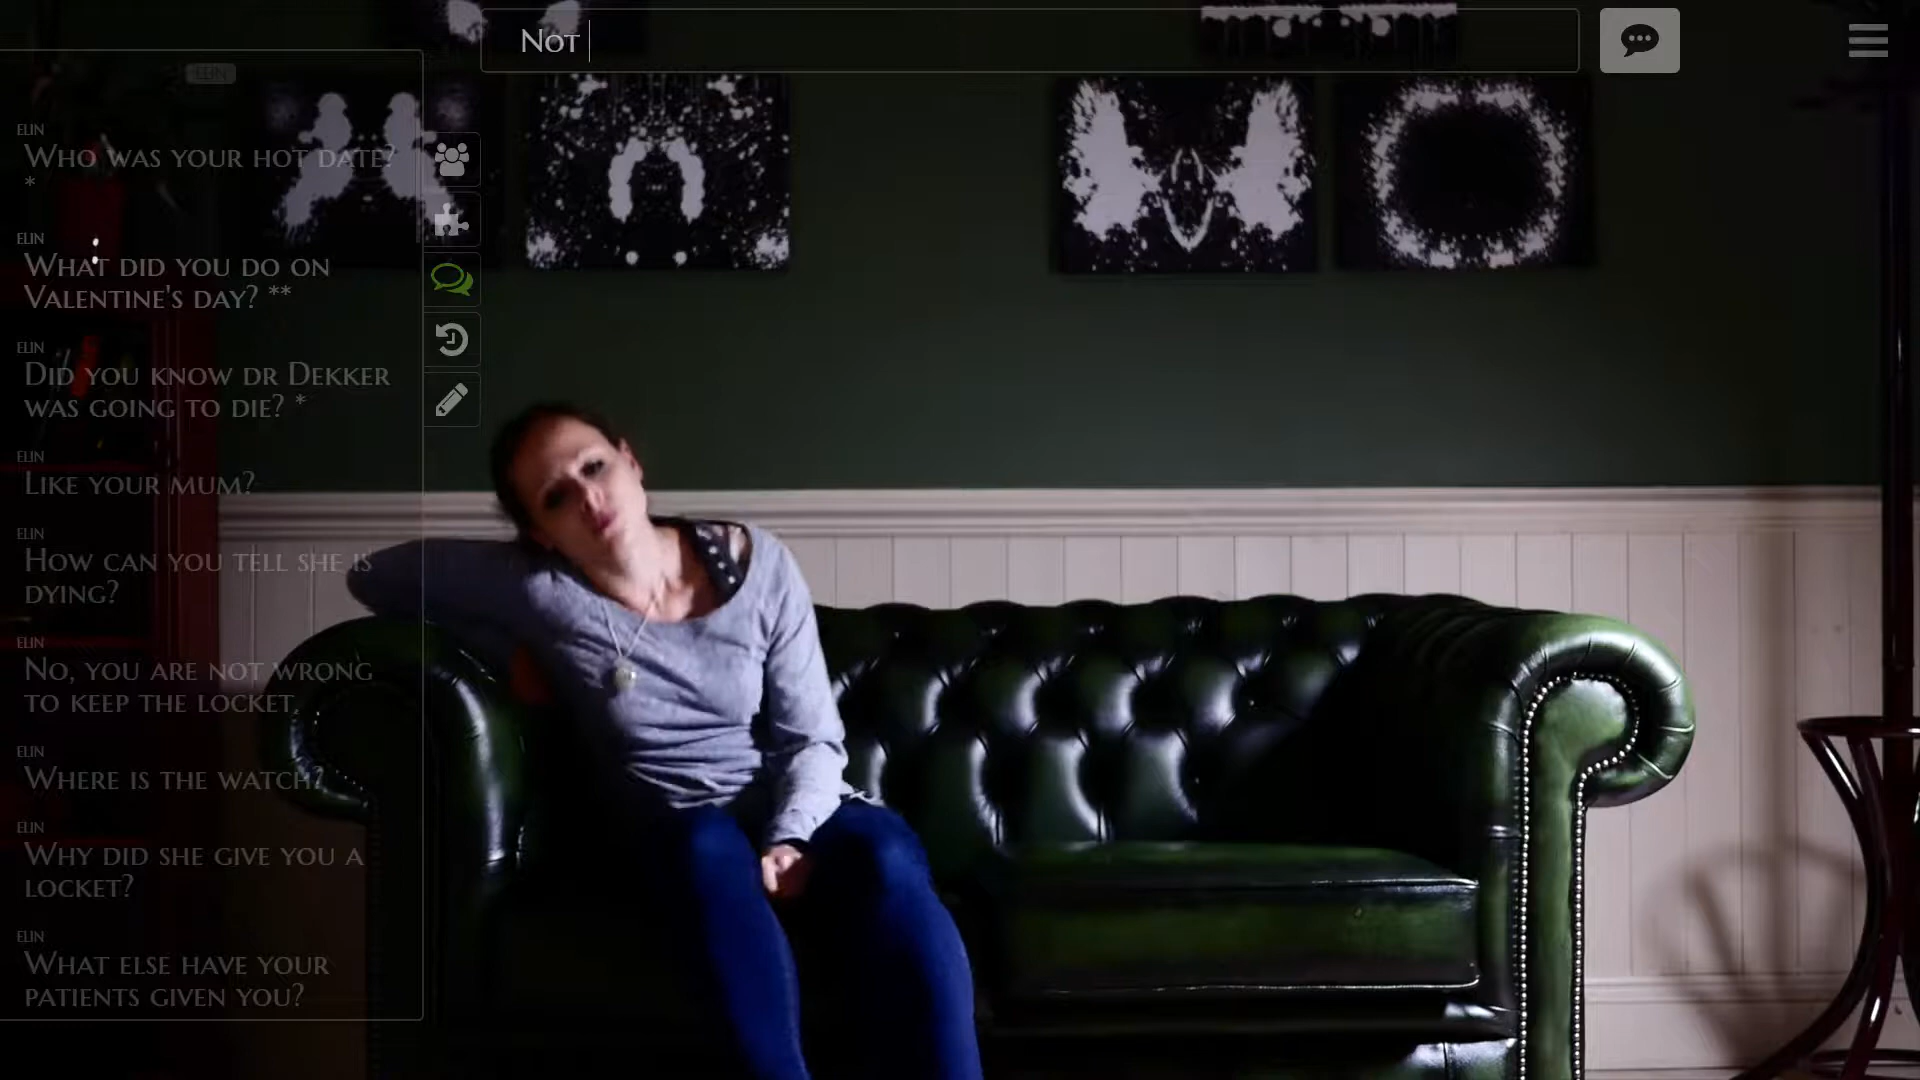 Not
ELIN
ELIN
Who was your hot date?
*
ELIN
What did you do on
Valentine's day? **
ELIN
Did you know dr Dekker
was going to die? *
ELIN
Like your mum?
ELIN
How can you tell she is
dying?
ELIN
No, you are not wrong
to keep the locket.
ELIN
Where is the watch?
ELIN
Why did she give you a
locket?
ELIN
What else have your
patients given you?